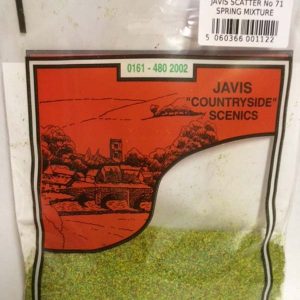 JAVIS SCATTER No 71
SPRING MIXTURE
5 060366 001122
0161 - 480 2002
JAVIS
"COUNTRYSIDE"
SCENICS